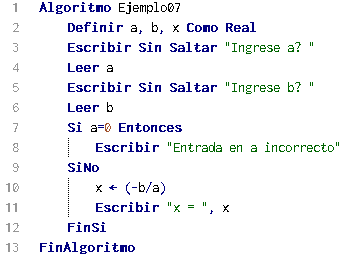 1 Algoritmo Ejemplo07
2 Definir a, b, x Como Real
3 Escribir Sin Saltar "Ingrese a? "
4 Leer a
5 Escribir Sin Saltar "Ingrese b? "
6 Leer b
7 Si a=0 Entonces
8 Escribir "Entrada en a incorrecto"
9 SiNo
10 x ← (-b/a)
11 Escribir "x = ", x
12 FinSi
13 FinAlgoritmo